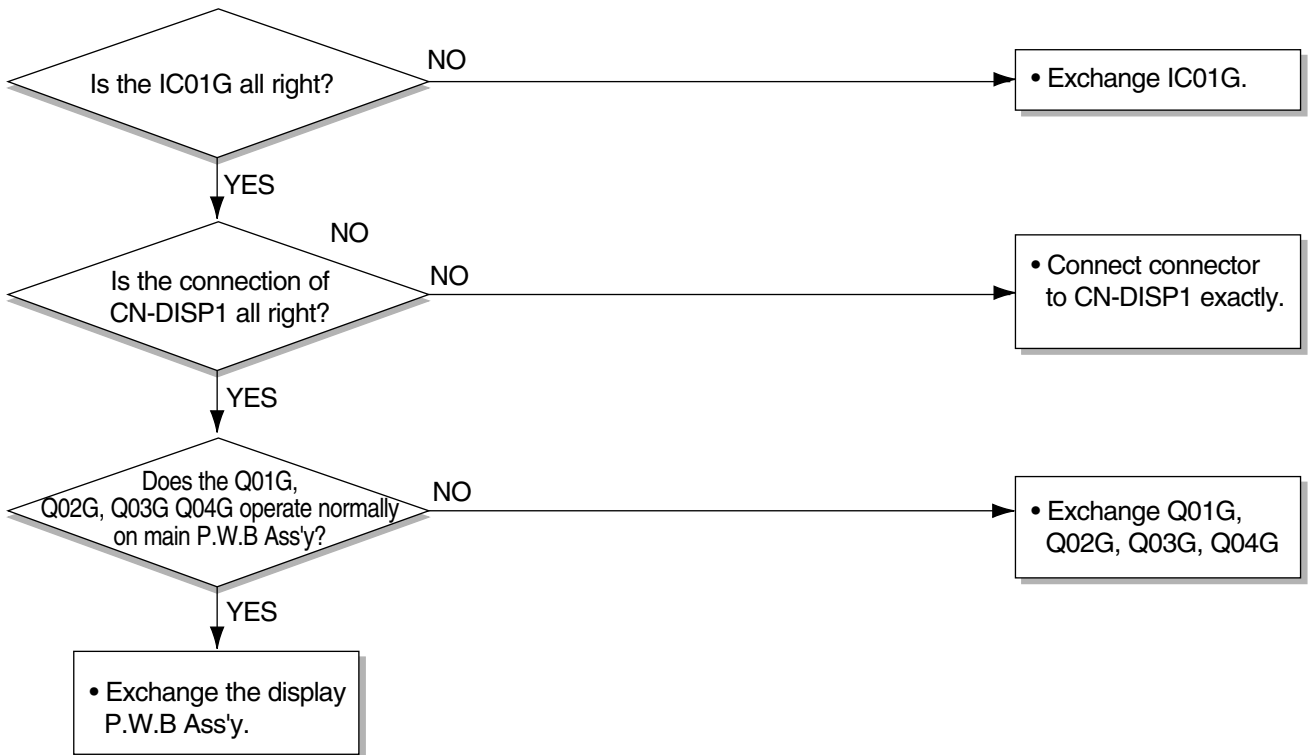 Is the IC01G all right?
NO
• Exchange IC01G.
YES
NO
Is the connection of
CN-DISP1 all right?
NO
• Connect connector
to CN-DISP1 exactly.
YES
Does the Q01G,
Q02G, Q03G Q04G operate normally
on main P.W.B Ass'y?
NO
• Exchange Q01G,
Q02G, Q03G, Q04G
YES
• Exchange the display
P.W.B Ass'y.